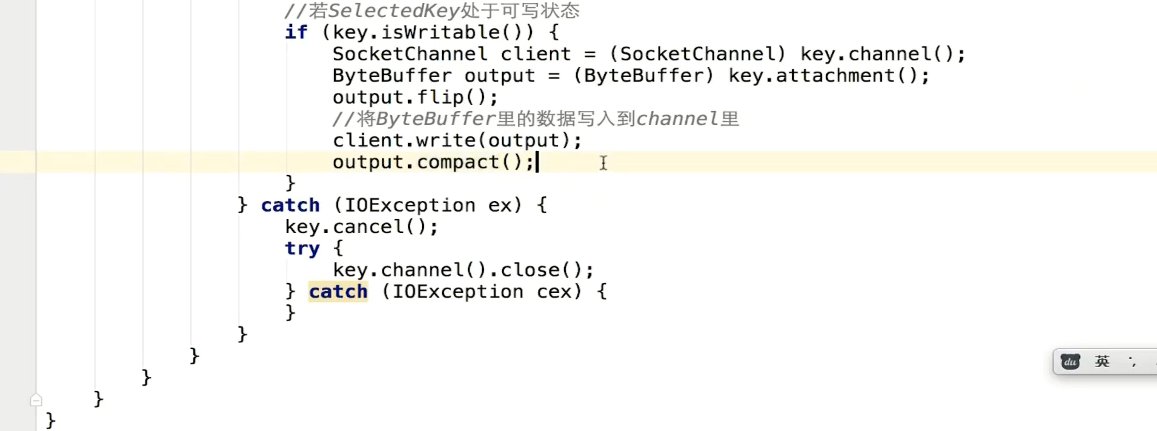 //若SelectedKey处于可写状态
if (key.isWritable()) {
SocketChannel client = (SocketChannel) key.channel();
ByteBuffer output = (ByteBuffer) key.attachment();
output.flip();
//将ByteBuffer里的数据写入到channel里
client.write(output);
output.compact();
}
} catch (IOException ex) {
key.cancel();
try {
key.channel().close();
} catch (IOException cex) {
}
}
}
}
}
}
du 英 ·,